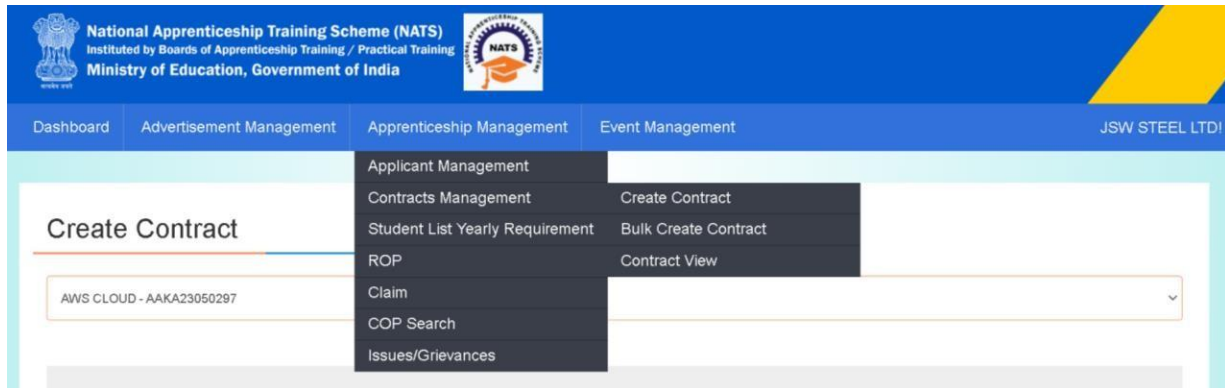 National Apprenticeship Training Scheme (NATS)
Instituted by Boards of Apprenticeship Training / Practical Training
Ministry of Education, Government of India
NATS
Dashboard
Advertisement Management
Apprenticeship Management
Event Management
JSW STEEL LTD!
Applicant Management
Contracts Management
Student List Yearly Requirement
ROP
Claim
COP Search
Issues/Grievances
Create Contract
Bulk Create Contract
Contract View
Create Contract
AWS CLOUD - AAKA23050297